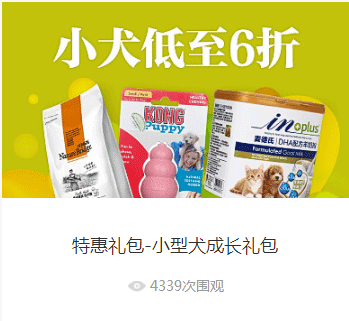 小犬低至6折
Nature Bridge
KONG
Puppy
inoplus
麦德氏
DHA配方羊奶粉
Formulated Goat Milk
特惠礼包-小型犬成长礼包
4339次围观